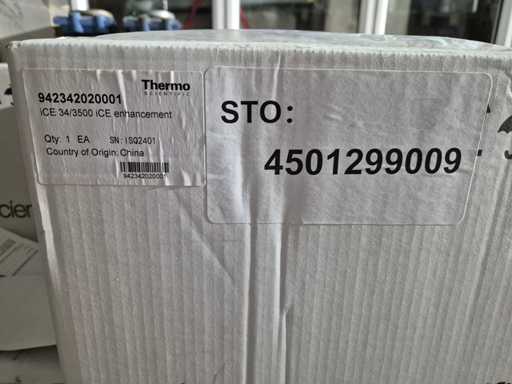 Thermo
SCIENTIFIC
942342020001
iCE 34/3500 iCE enhancement
Qty: 1 EA SN: ISQ2401
Country of Origin: China
942342020001
STO:
4501299009
cier